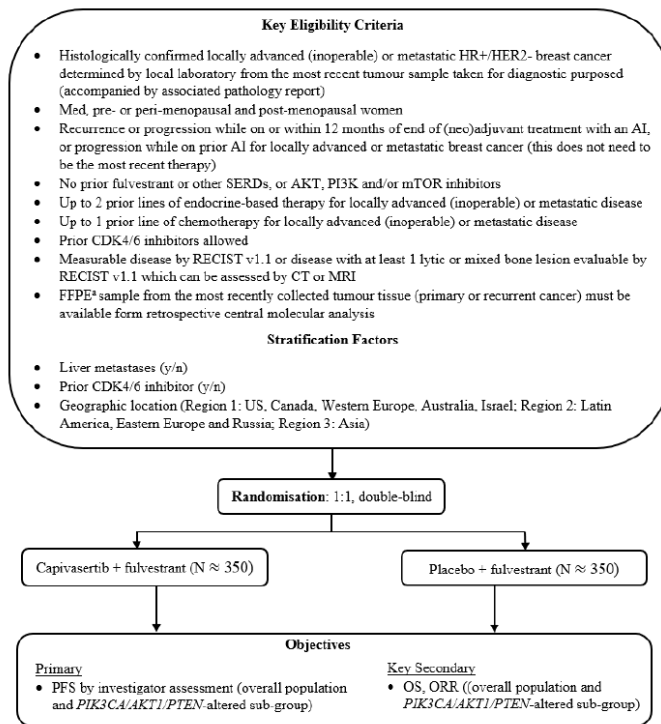 Key Eligibility Criteria
• Histologically confirmed locally advanced (inoperable) or metastatic HR+/HER2- breast cancer
determined by local laboratory from the most recent tumour sample taken for diagnostic purposed
(accompanied by associated pathology report)
• Med, pre- or peri-menopausal and post-menopausal women
• Recurrence or progression while on or within 12 months of end of (neo)adjuvant treatment with an AI,
or progression while on prior AI for locally advanced or metastatic breast cancer (this does not need to
be the most recent therapy)
• No prior fulvestrant or other SERDs, or AKT, PI3K and/or mTOR inhibitors
• Up to 2 prior lines of endocrine-based therapy for locally advanced (inoperable) or metastatic disease
• Up to 1 prior line of chemotherapy for locally advanced (inoperable) or metastatic disease
• Prior CDK4/6 inhibitors allowed
• Measurable disease by RECIST v1.1 or disease with at least 1 lytic or mixed bone lesion evaluable by
RECIST v1.1 which can be assessed by CT or MRI
• FFPEª sample from the most recently collected tumour tissue (primary or recurrent cancer) must be
available form retrospective central molecular analysis
Stratification Factors
• Liver metastases (y/n)
• Prior CDK4/6 inhibitor (y/n)
• Geographic location (Region 1: US, Canada, Western Europe, Australia, Israel; Region 2: Latin
America, Eastern Europe and Russia; Region 3: Asia)
Randomisation: 1:1, double-blind
Capivasertib + fulvestrant (N ≈ 350)
Placebo + fulvestrant (N ≈ 350)
Objectives
Primary
• PFS by investigator assessment (overall population
and PIK3CA/AKT1/PTEN-altered sub-group)
Key Secondary
• OS, ORR ((overall population and
PIK3CA/AKT1/PTEN-altered sub-group)